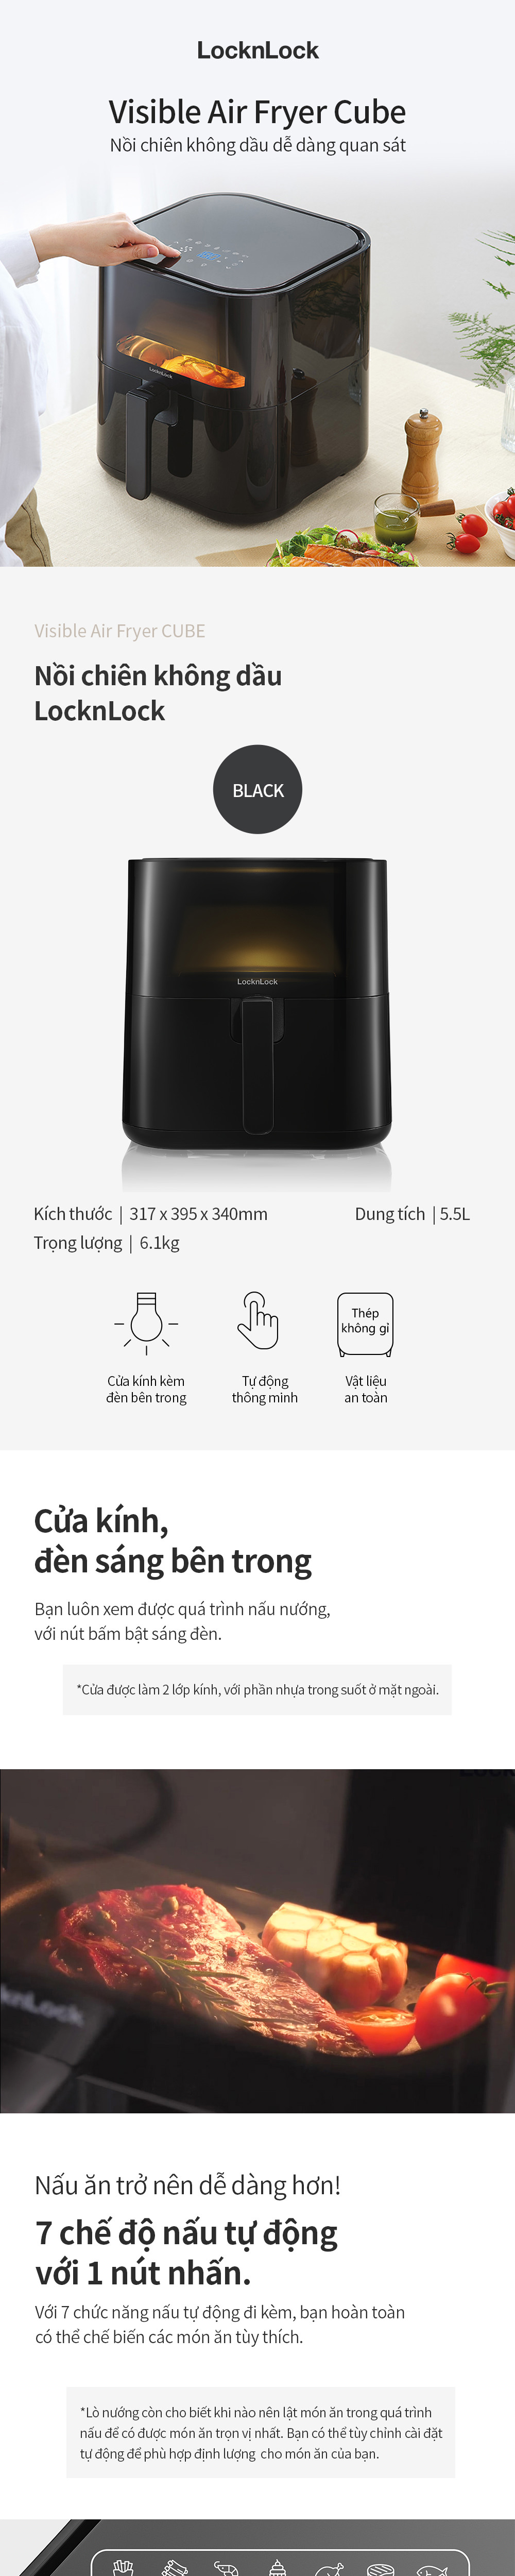 LocknLock
Visible Air Fryer Cube
Nồi chiên không dầu dễ dàng quan sát
LocknLock
Visible Air Fryer CUBE
Nồi chiên không dầu
LocknLock
BLACK
LocknLock
Kích thước | 317 x 395 x 340mm
Dung tích | 5.5L
Trọng lượng | 6.1kg
Thép
không gỉ
Cửa kính kèm
đèn bên trong
Tự động
thông minh
Vật liệu
an toàn
Cửa kính,
đèn sáng bên trong
Bạn luôn xem được quá trình nấu nướng,
với nút bấm bật sáng đèn.
*Cửa được làm 2 lớp kính, với phần nhựa trong suốt ở mặt ngoài.
Nấu ăn trở nên dễ dàng hơn!
7 chế độ nấu tự động
với 1 nút nhấn.
Với 7 chức năng nấu tự động đi kèm, bạn hoàn toàn
có thể chế biến các món ăn tùy thích.
*Lò nướng còn cho biết khi nào nên lật món ăn trong quá trình
nấu để có được món ăn trọn vị nhất. Bạn có thể tùy chỉnh cài đặt
tự động để phù hợp định lượng cho món ăn của bạn.